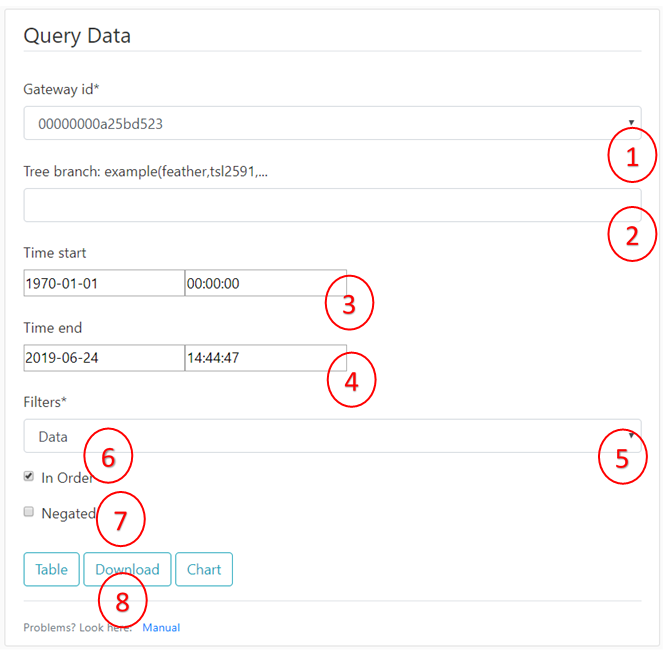 Query Data
Gateway id*
00000000a25bd523
1
Tree branch: example(feather,tsl2591,...
2
Time start
1970-01-01 00:00:00
3
Time end
2019-06-24 14:44:47
4
Filters*
Data
5
6
In Order
7
Negated
Table Download Chart
8
Problems? Look here: Manual